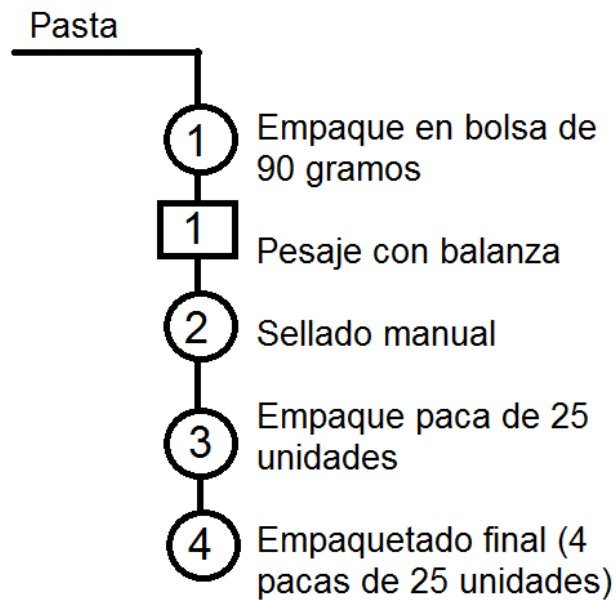 Pasta
1
Empaque en bolsa de
90 gramos
1
Pesaje con balanza
2
Sellado manual
3
Empaque paca de 25
unidades
4
Empaquetado final (4
pacas de 25 unidades)